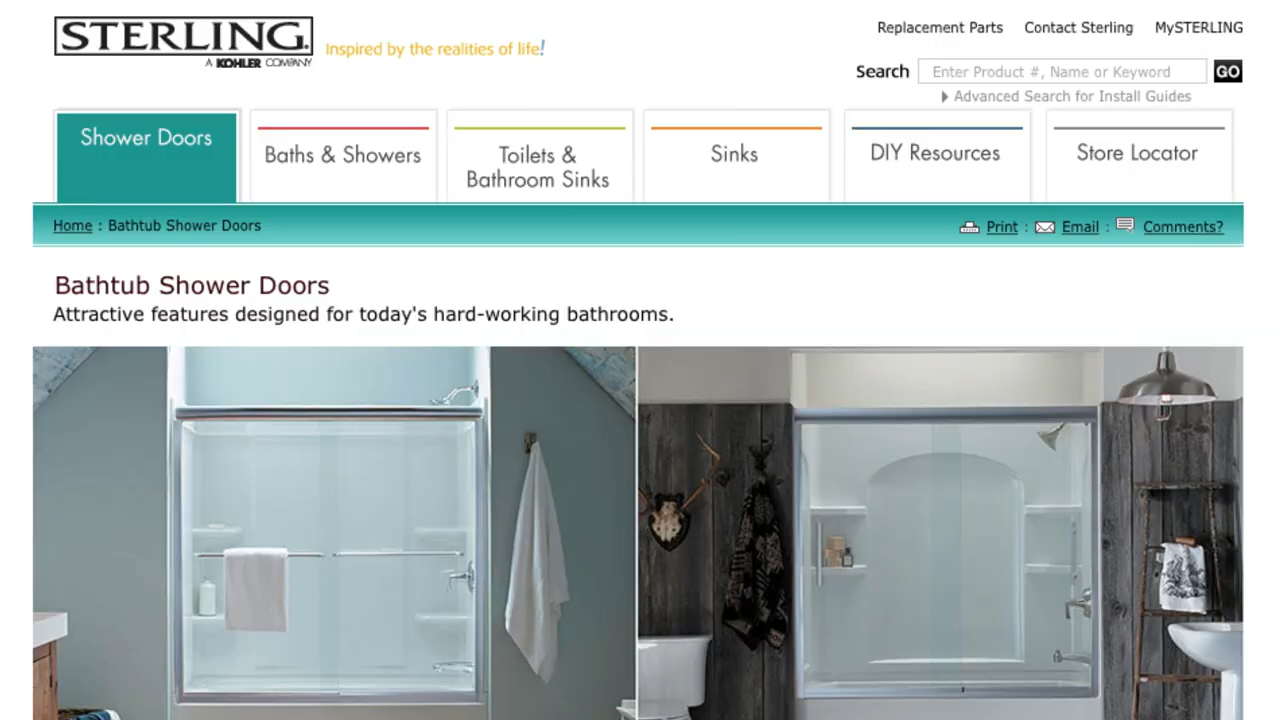 Replacement Parts Contact Sterling MySTERLING
STERLING.
A KOHLER COMPANY
Inspired by the realities of life!
Search Enter Product #, Name or Keyword GO
Advanced Search for Install Guides
Shower Doors
Baths & Showers
Toilets &
Bathroom Sinks
Sinks
DIY Resources
Store Locator
Home : Bathtub Shower Doors
Print : Email : Comments?
Bathtub Shower Doors
Attractive features designed for today's hard-working bathrooms.